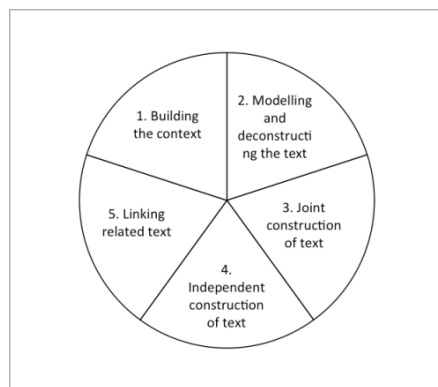 1. Building
the context
2. Modelling
and
deconstructi
ng the text
3. Joint
construction
of text
4.
Independent
construction
of text
5. Linking
related text